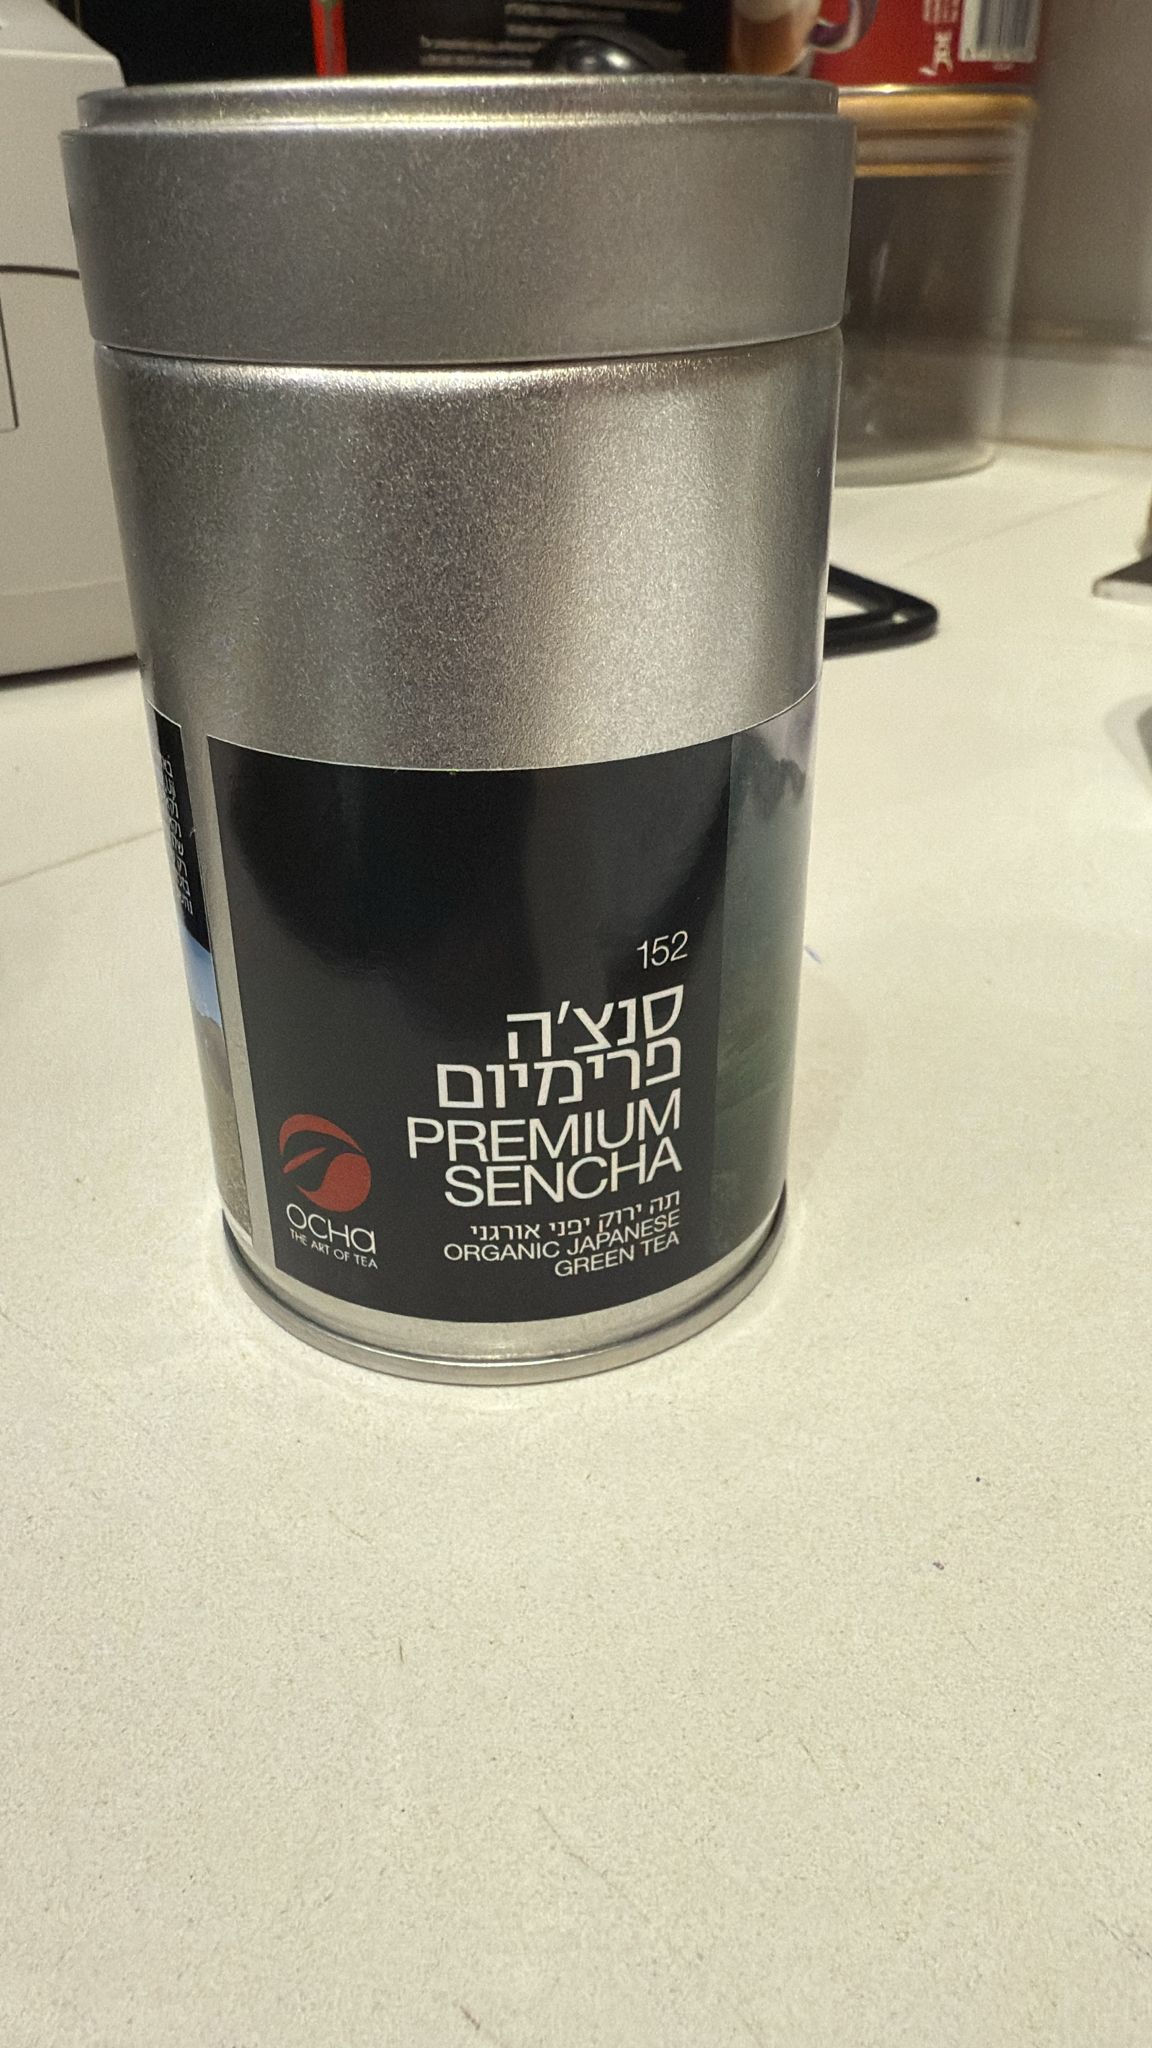 152
סנצ'ה
פרימיום
PREMIUM
SENCHA
תה ירוק יפני אורגני
ORGANIC JAPANESE
GREEN TEA
OCHA
THE ART OF TEA